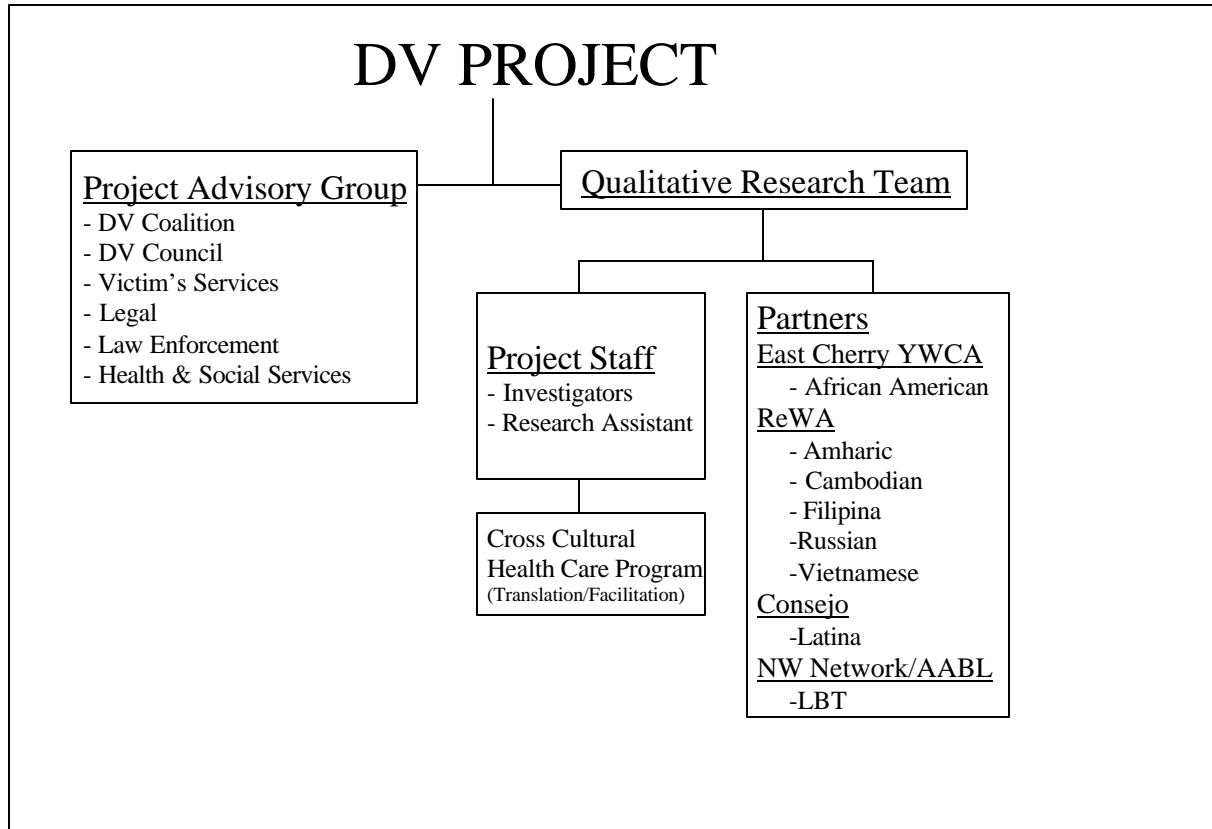 DV PROJECT
Project Advisory Group
- DV Coalition
- DV Council
- Victim’s Services
- Legal
- Law Enforcement
- Health & Social Services
Qualitative Research Team
Project Staff
- Investigators
- Research Assistant
Cross Cultural
Health Care Program
(Translation/Facilitation)
Partners
East Cherry YWCA
- African American
ReWA
- Amharic
- Cambodian
- Filipina
-Russian
-Vietnamese
Consejo
-Latina
NW Network/AABL
-LBT